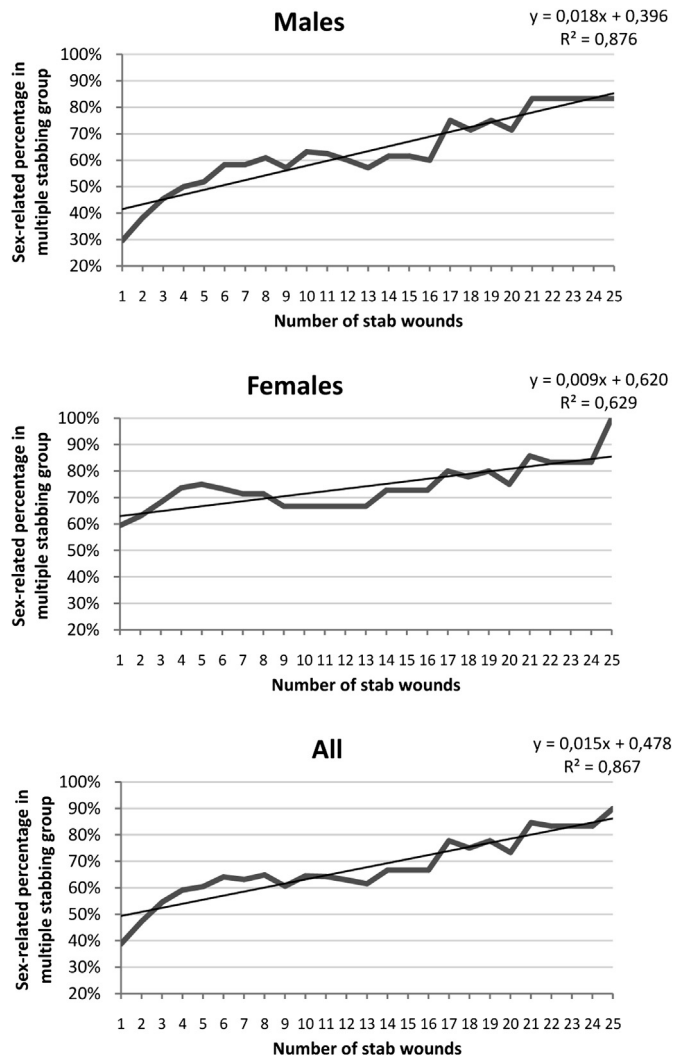 Males
y = 0,018x + 0,396
R² = 0,876
Sex-related percentage in
multiple stabbing group
100%
90%
80%
70%
60%
50%
40%
30%
20%
1 2 3 4 5 6 7 8 9 10 11 12 13 14 15 16 17 18 19 20 21 22 23 24 25
Number of stab wounds
Females
y = 0,009x + 0,620
R² = 0,629
Sex-related percentage in
multiple stabbing group
100%
90%
80%
70%
60%
50%
40%
30%
20%
1 2 3 4 5 6 7 8 9 10 11 12 13 14 15 16 17 18 19 20 21 22 23 24 25
Number of stab wounds
All
y = 0,015x + 0,478
R² = 0,867
Sex-related percentage in
multiple stabbing group
100%
90%
80%
70%
60%
50%
40%
30%
20%
1 2 3 4 5 6 7 8 9 10 11 12 13 14 15 16 17 18 19 20 21 22 23 24 25
Number of stab wounds